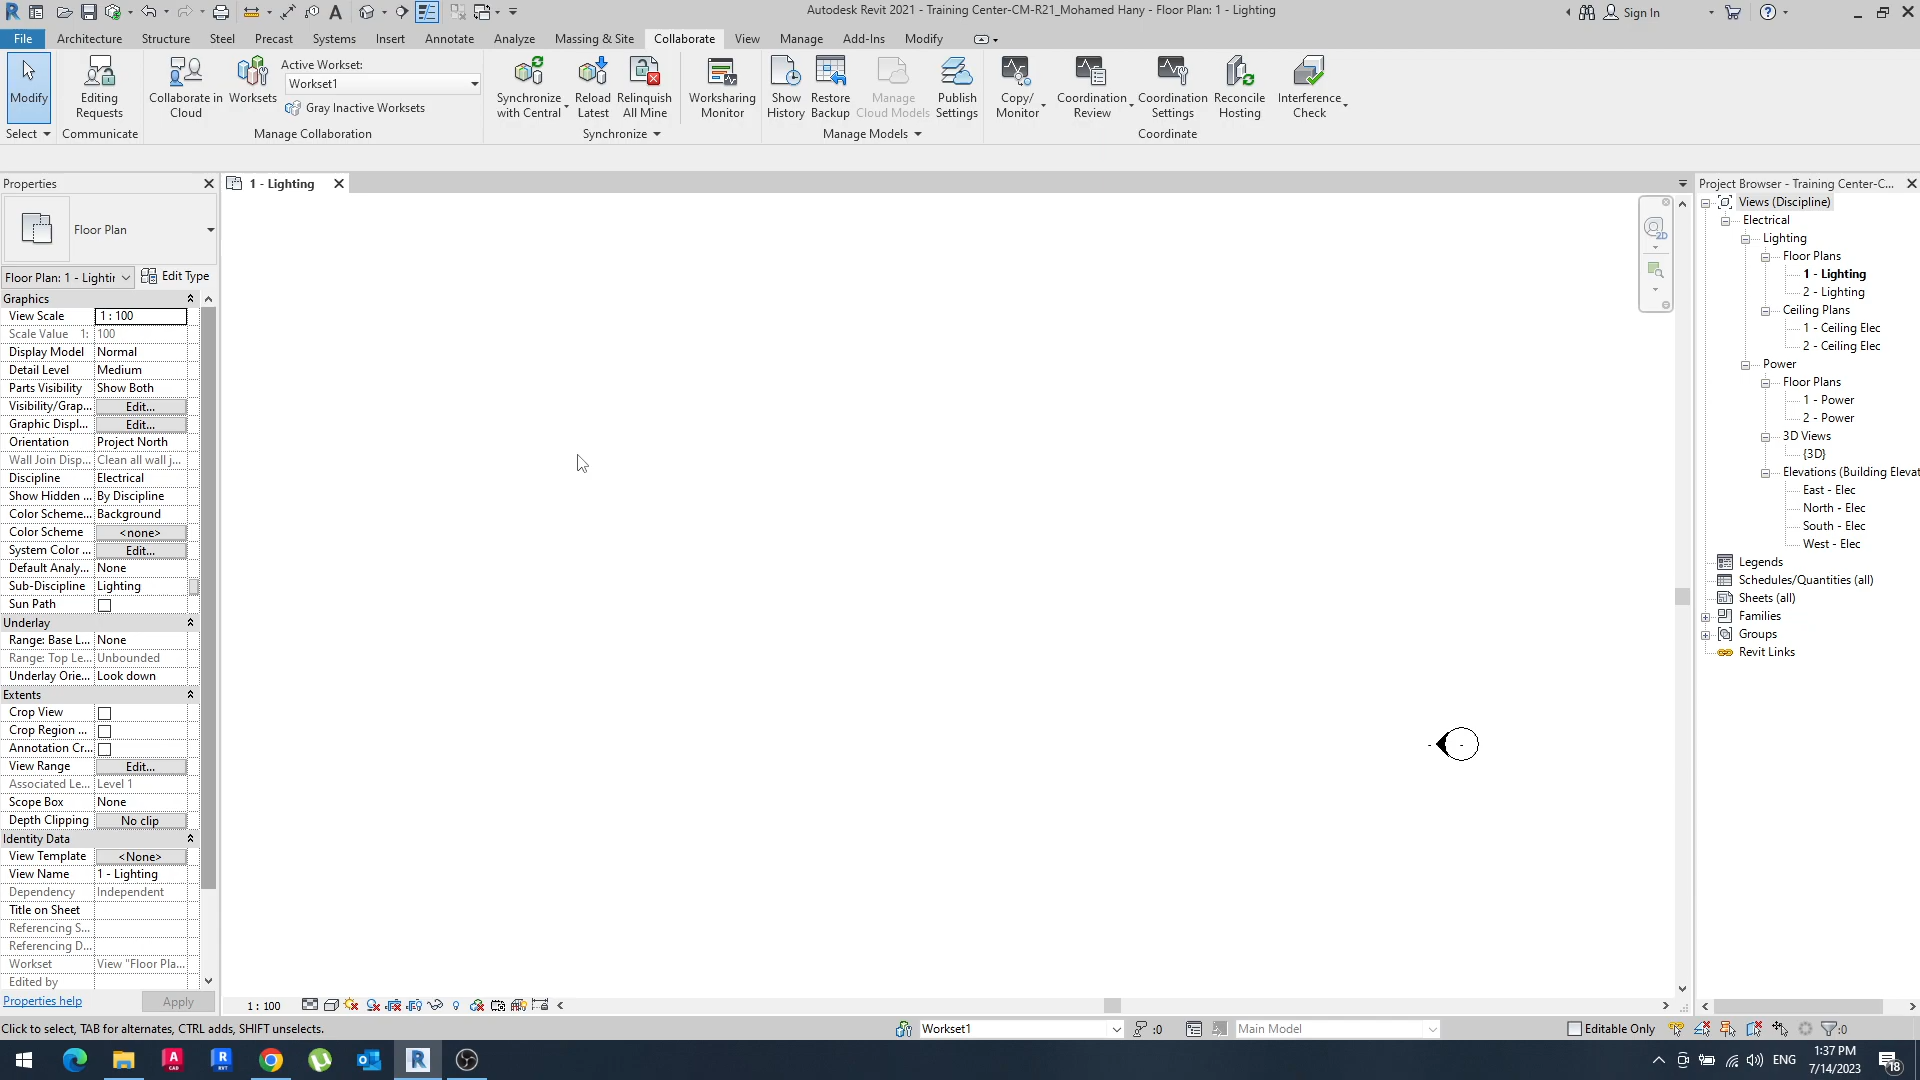 Autodesk Revit 2021 - Training Center-CM-R21_Mohamed Hany - Floor Plan: 1 - Lighting
Sign In
File Architecture Structure Steel Precast Systems Insert Annotate Analyze Massing & Site Collaborate View Manage Add-Ins Modify
Modify
Editing Requests
Collaborate in Cloud
Worksets
Active Workset:
Workset1
Gray Inactive Worksets
Synchronize with Central
Reload Latest
Relinquish All Mine
Worksharing Monitor
Show History
Restore Backup
Manage Cloud Models
Publish Settings
Copy/ Monitor
Coordination Review
Coordination Settings
Reconcile Hosting
Interference Check
Select Communicate Manage Collaboration Synchronize Manage Models Coordinate
Properties
1 - Lighting
Project Browser - Training Center-C...
Floor Plan
Floor Plan: 1 - Lightir
Edit Type
Graphics
View Scale 1 : 100
Scale Value 1: 100
Display Model Normal
Detail Level Medium
Parts Visibility Show Both
Visibility/Grap... Edit...
Graphic Displ... Edit...
Orientation Project North
Wall Join Disp... Clean all wall j...
Discipline Electrical
Show Hidden ... By Discipline
Color Scheme... Background
Color Scheme <none>
System Color ... Edit...
Default Analy... None
Sub-Discipline Lighting
Sun Path
Underlay
Range: Base L... None
Range: Top Le... Unbounded
Underlay Orie... Look down
Extents
Crop View
Crop Region ...
Annotation Cr...
View Range Edit...
Associated Le... Level 1
Scope Box None
Depth Clipping No clip
Identity Data
View Template <None>
View Name 1 - Lighting
Dependency Independent
Title on Sheet
Referencing S...
Referencing D...
Workset View "Floor Pla...
Edited by
Properties help
Apply
2D
Views (Discipline)
Electrical
Lighting
Floor Plans
1 - Lighting
2 - Lighting
Ceiling Plans
1 - Ceiling Elec
2 - Ceiling Elec
Power
Floor Plans
1 - Power
2 - Power
3D Views
{3D}
Elevations (Building Elevat
East - Elec
North - Elec
South - Elec
West - Elec
Legends
Schedules/Quantities (all)
Sheets (all)
Families
Groups
Revit Links
1 : 100
Click to select, TAB for alternates, CTRL adds, SHIFT unselects.
Workset1
:0
Main Model
Editable Only
:0
ENG
1:37 PM
7/14/2023
18